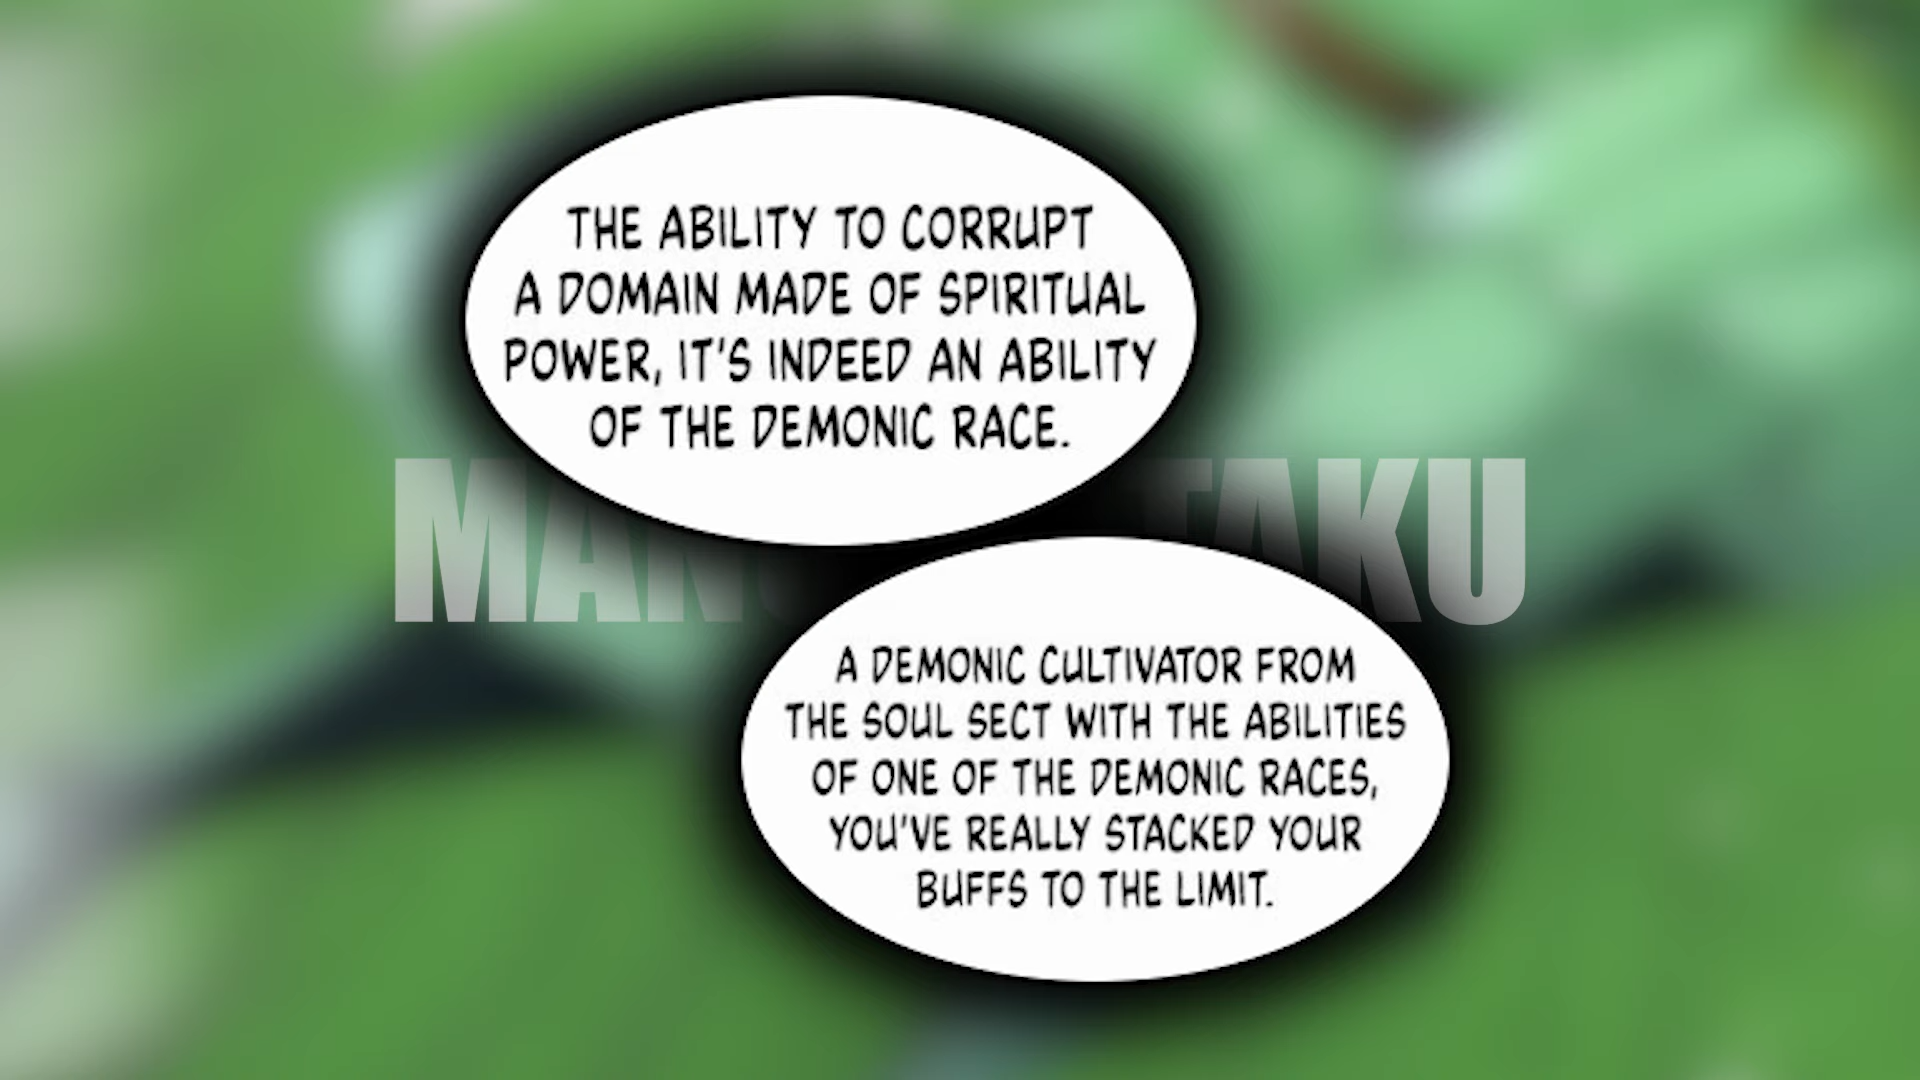 THE ABILITY TO CORRUPT
A DOMAIN MADE OF SPIRITUAL
POWER, IT'S INDEED AN ABILITY
OF THE DEMONIC RACE.
A DEMONIC CULTIVATOR FROM
THE SOUL SECT WITH THE ABILITIES
OF ONE OF THE DEMONIC RACES,
YOU'VE REALLY STACKED YOUR
BUFFS TO THE LIMIT.